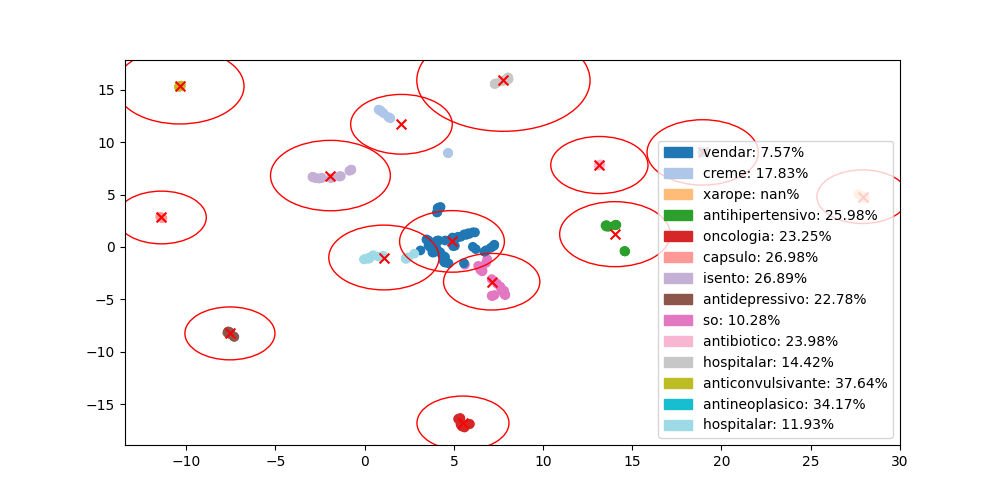 15
10
5
0
−5
−10
−15
−10
−5
0
5
10
15
20
25
30
vendar: 7.57%
creme: 17.83%
xarope: nan%
antihipertensivo: 25.98%
oncologia: 23.25%
capsulo: 26.98%
isento: 26.89%
antidepressivo: 22.78%
so: 10.28%
antibiotico: 23.98%
hospitalar: 14.42%
anticonvulsivante: 37.64%
antineoplasico: 34.17%
hospitalar: 11.93%